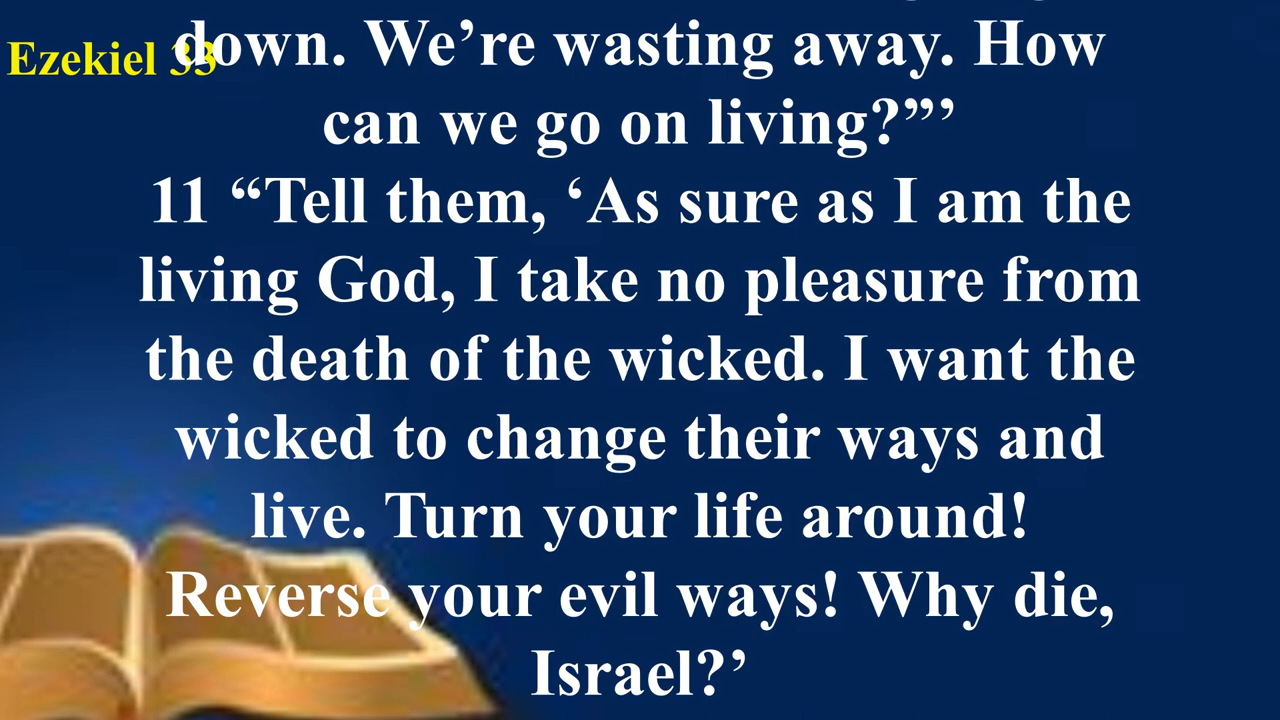 Ezekiel 33
down. We’re wasting away. How
can we go on living?”’
11 “Tell them, ‘As sure as I am the
living God, I take no pleasure from
the death of the wicked. I want the
wicked to change their ways and
live. Turn your life around!
Reverse your evil ways! Why die,
Israel?’